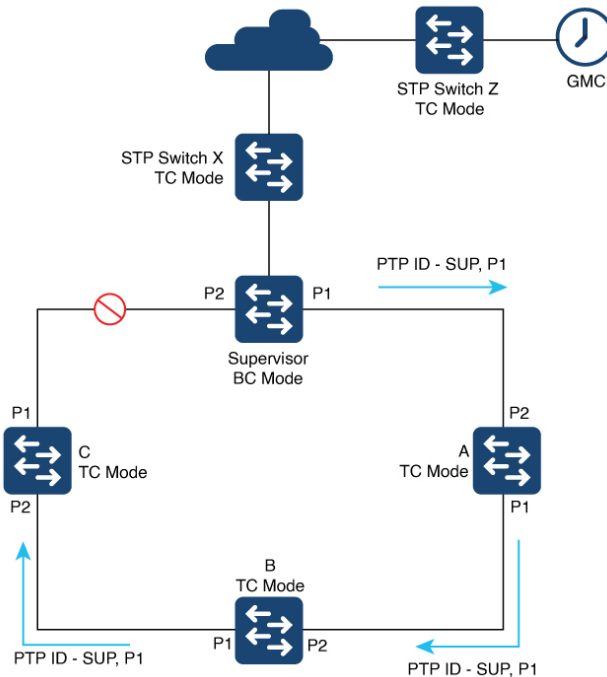 STP Switch Z
TC Mode
GMC
STP Switch X
TC Mode
PTP ID - SUP, P1
P2
P1
Supervisor
BC Mode
P1
P2
C
TC Mode
A
TC Mode
P2
P1
B
TC Mode
P1
P2
PTP ID - SUP, P1
PTP ID - SUP, P1